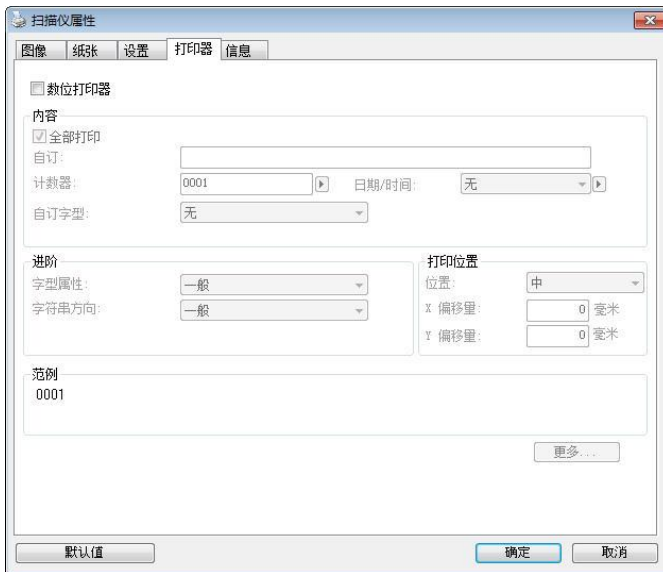 扫描仪属性
图像 纸张 设置 打印器 信息
数位打印器
内容
全部打印
自订:
计数器: 0001 日期/时间: 无
自订字型: 无
进阶
字型属性: 一般
字符串方向: 一般
打印位置
位置: 中
X 偏移量: 0 毫米
Y 偏移量: 0 毫米
范例
0001
更多...
默认值 确定 取消